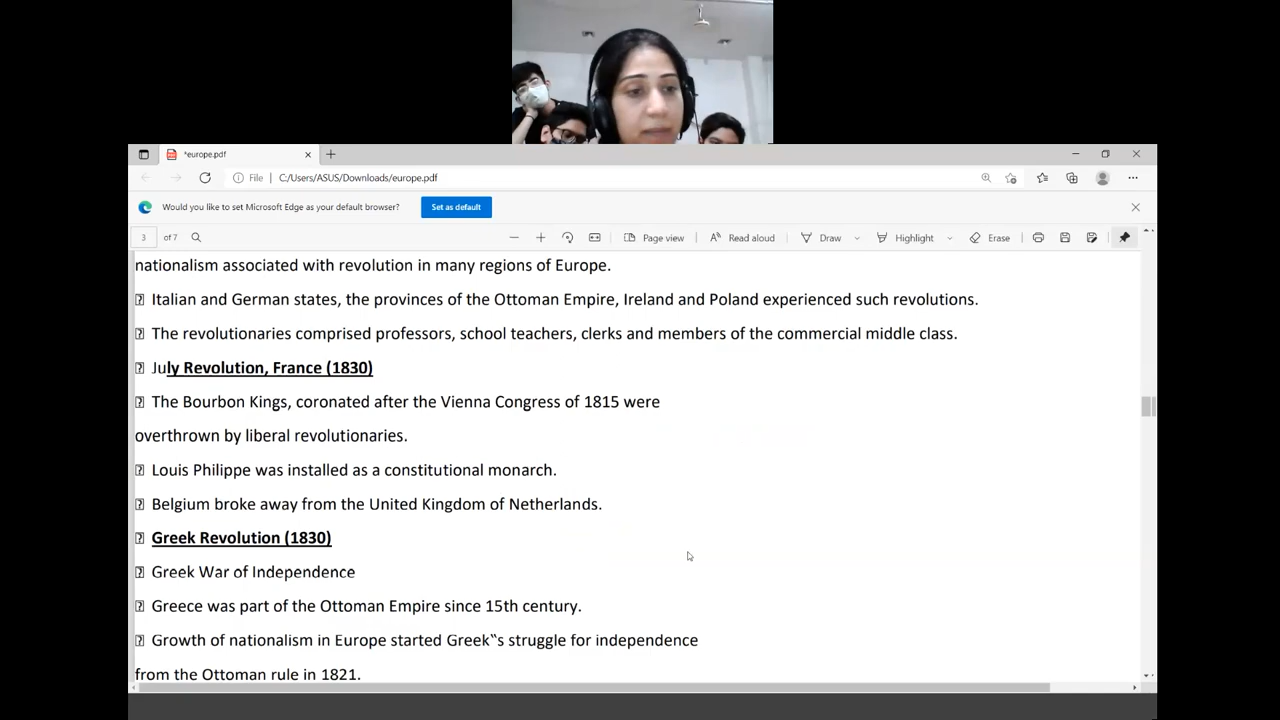 *europe.pdf
File C:/Users/ASUS/Downloads/europe.pdf
Would you like to set Microsoft Edge as your default browser? Set as default
3 of 7 Page view Read aloud Draw Highlight Erase
nationalism associated with revolution in many regions of Europe.
Italian and German states, the provinces of the Ottoman Empire, Ireland and Poland experienced such revolutions.
The revolutionaries comprised professors, school teachers, clerks and members of the commercial middle class.
July Revolution, France (1830)
The Bourbon Kings, coronated after the Vienna Congress of 1815 were
overthrown by liberal revolutionaries.
Louis Philippe was installed as a constitutional monarch.
Belgium broke away from the United Kingdom of Netherlands.
Greek Revolution (1830)
Greek War of Independence
Greece was part of the Ottoman Empire since 15th century.
Growth of nationalism in Europe started Greek‟s struggle for independence
from the Ottoman rule in 1821.